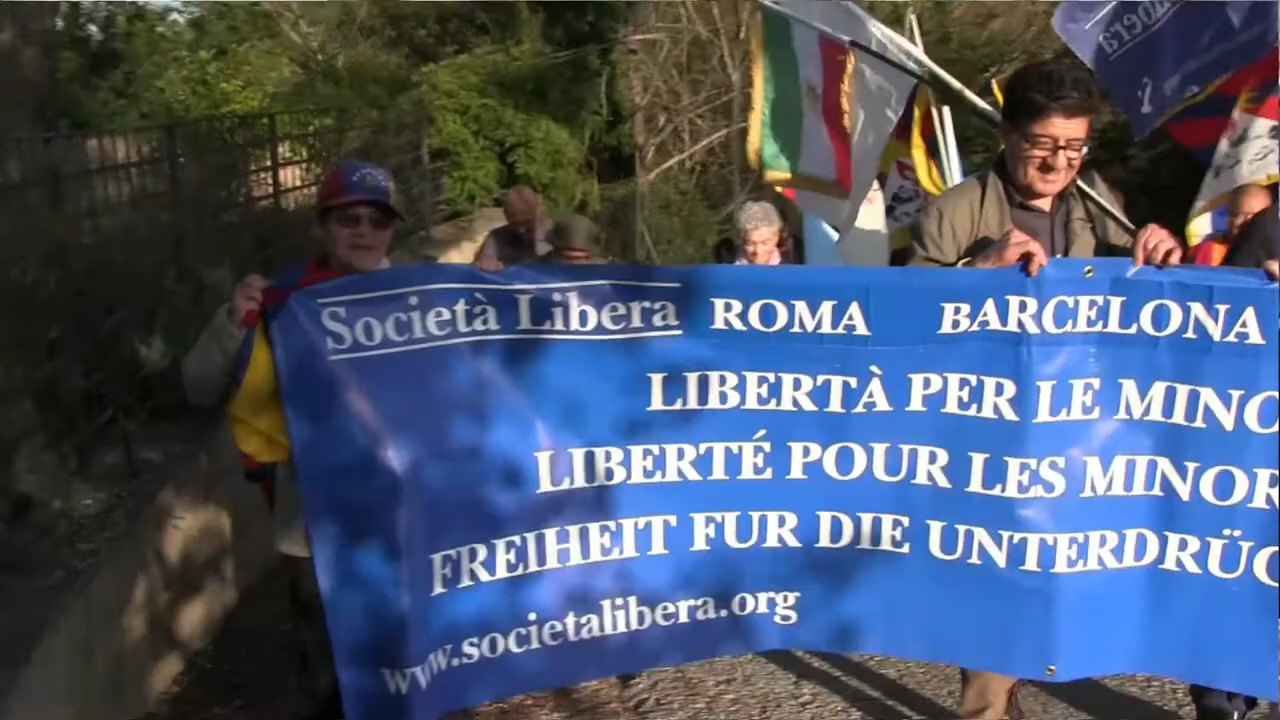 Società Libera ROMA BARCELONA
LIBERTÀ PER LE MINO
LIBERTÉ POUR LES MINOR
FREIHEIT FUR DIE UNTERDRÜC
www.societalibera.org